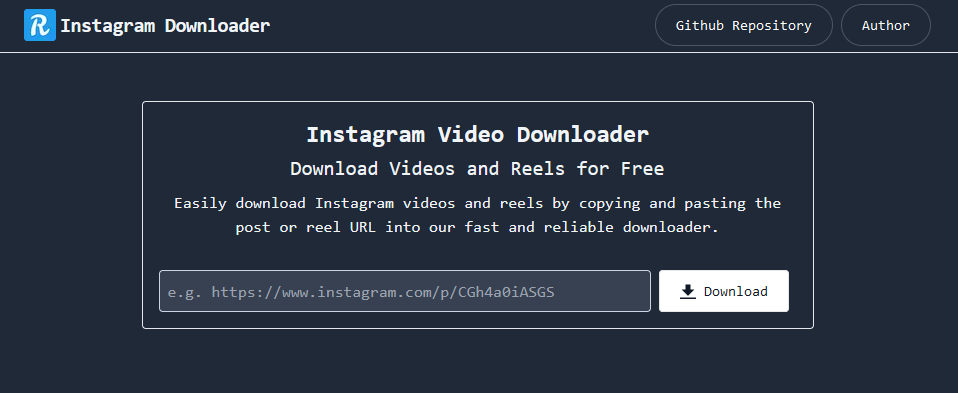 R Instagram Downloader
Github Repository
Author
Instagram Video Downloader
Download Videos and Reels for Free
Easily download Instagram videos and reels by copying and pasting the
post or reel URL into our fast and reliable downloader.
e.g. https://www.instagram.com/p/CGh4a0iASGS
Download